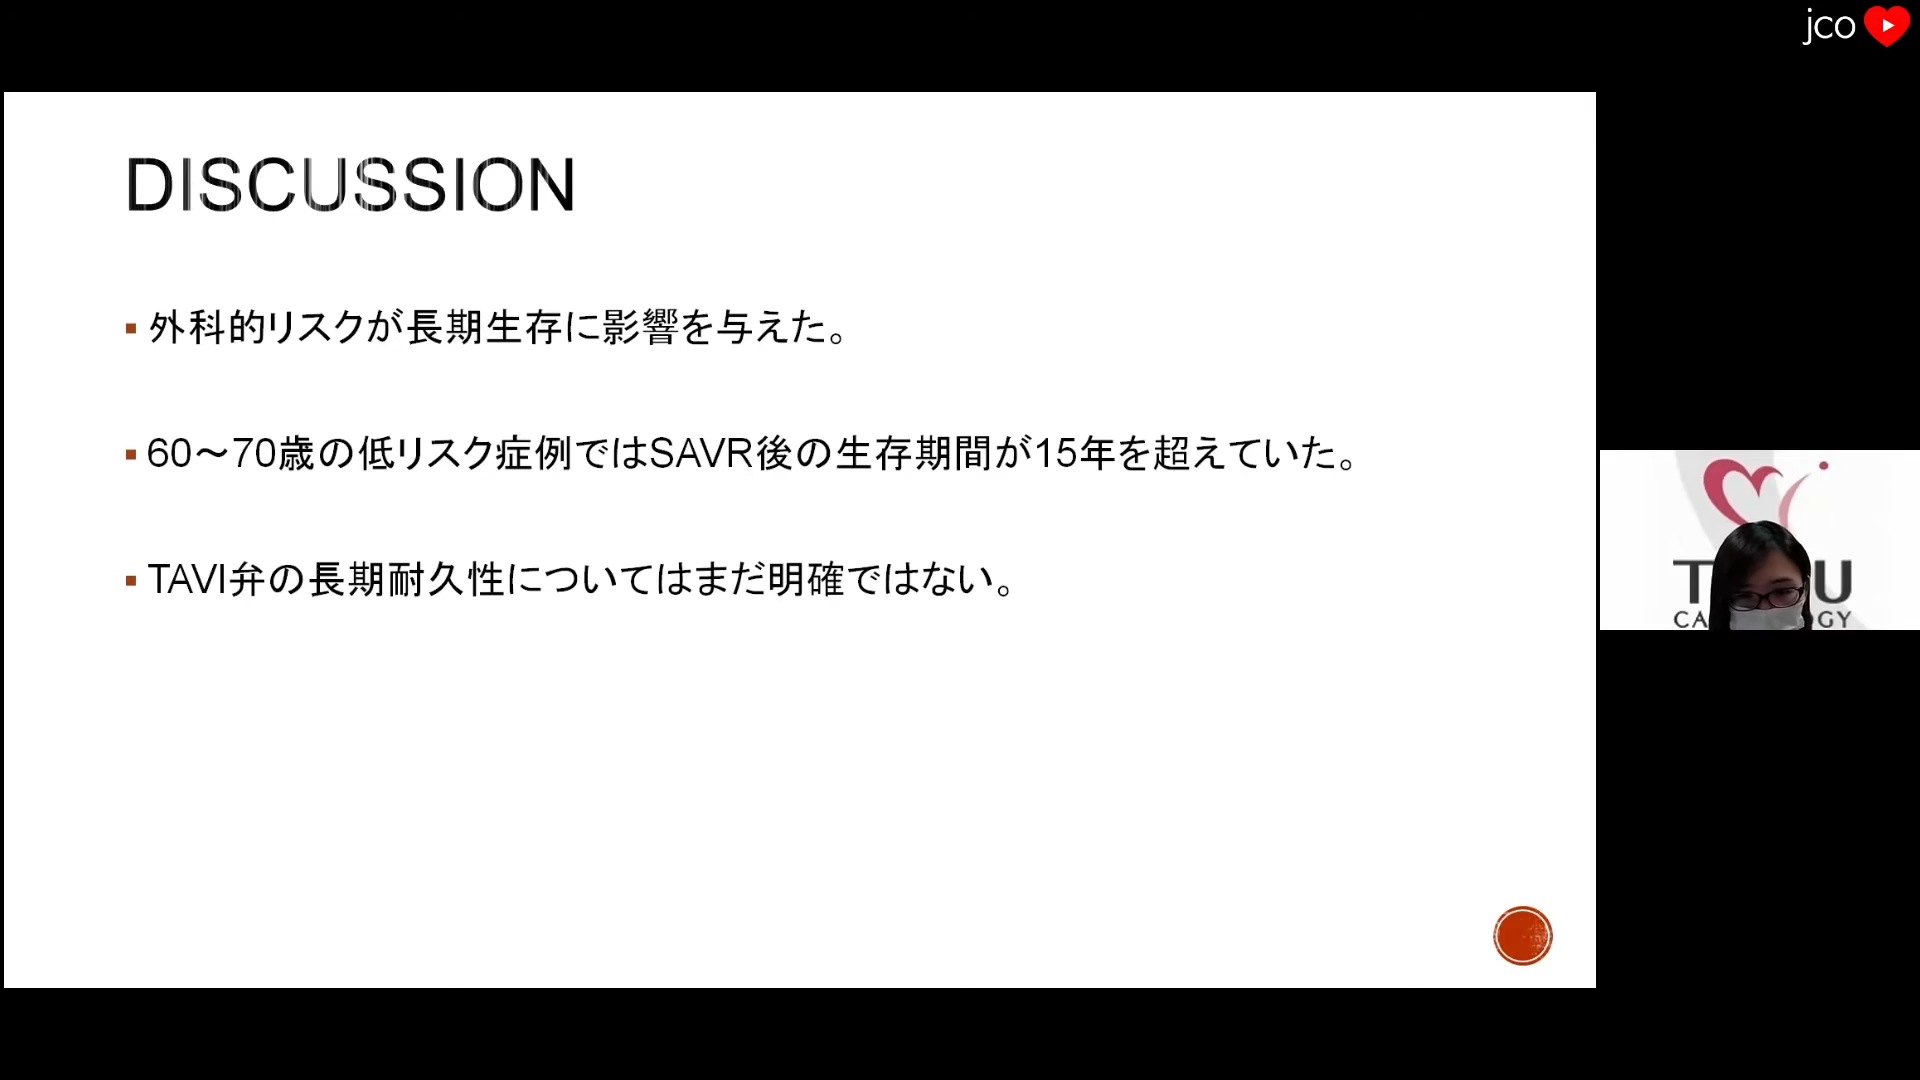 jco
DISCUSSION
外科的リスクが長期生存に影響を与えた。
60～70歳の低リスク症例ではSAVR後の生存期間が15年を超えていた。
TAVI弁の長期耐久性についてはまだ明確ではない。